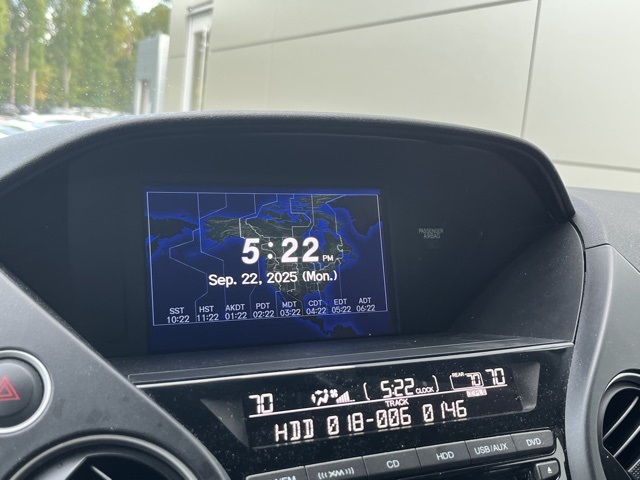 5:22 PM
Sep. 22, 2025 (Mon.)
SST HST AKDT PDT MDT CDT EDT ADT
10:22 11:22 01:22 02:22 03:22 04:22 05:22 06:22
PASSENGER
AIRBAG
70 (5:22 CLOCK) REAR 70 70
TRACK
HDD 018-006 0146
CD HDD USB/AUX DVD